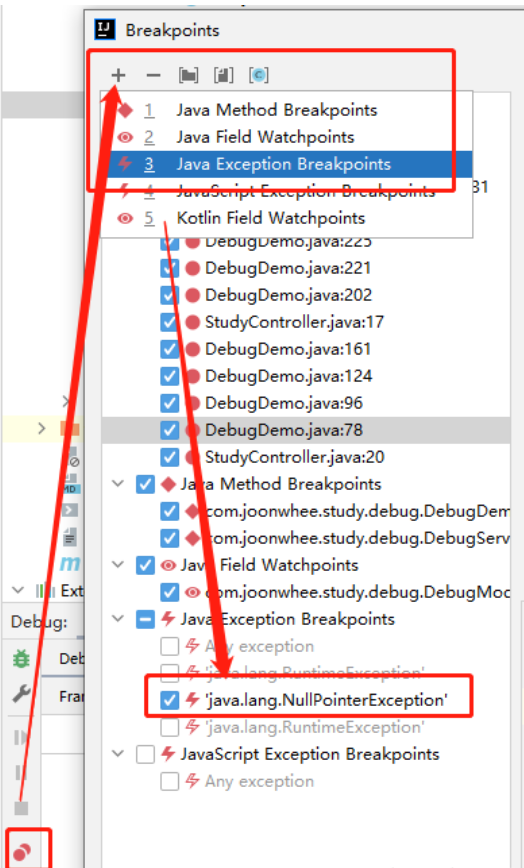 Breakpoints
1 Java Method Breakpoints
2 Java Field Watchpoints
3 Java Exception Breakpoints
4 JavaScript Exception Breakpoints 31
5 Kotlin Field Watchpoints
DebugDemo.java:225
DebugDemo.java:221
DebugDemo.java:202
StudyController.java:17
DebugDemo.java:161
DebugDemo.java:124
DebugDemo.java:96
DebugDemo.java:78
StudyController.java:20
Java Method Breakpoints
com.joonwhee.study.debug.DebugDem
com.joonwhee.study.debug.DebugServ
Java Field Watchpoints
com.joonwhee.study.debug.DebugMod
Ext
Java Exception Breakpoints
Debug:
Any exception
Deb
'java.lang.RuntimeException'
Fra
'java.lang.NullPointerException'
'java.lang.RuntimeException'
JavaScript Exception Breakpoints
Any exception